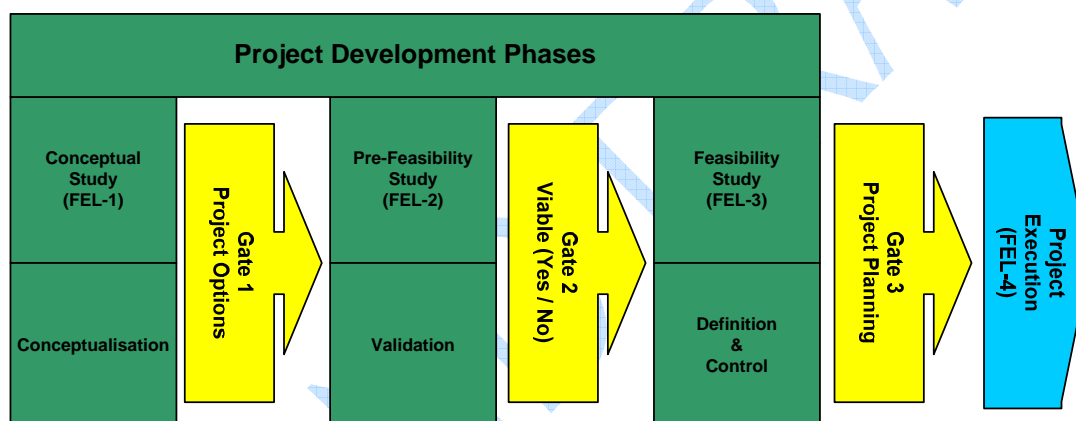 Project Development Phases
Conceptual
Study
(FEL-1)
Conceptualisation
Gate 1
Project Options
Pre-Feasibility
Study
(FEL-2)
Validation
Gate 2
Viable (Yes / No)
Feasibility
Study
(FEL-3)
Definition
&
Control
Gate 3
Project Planning
Project
Execution
(FEL-4)